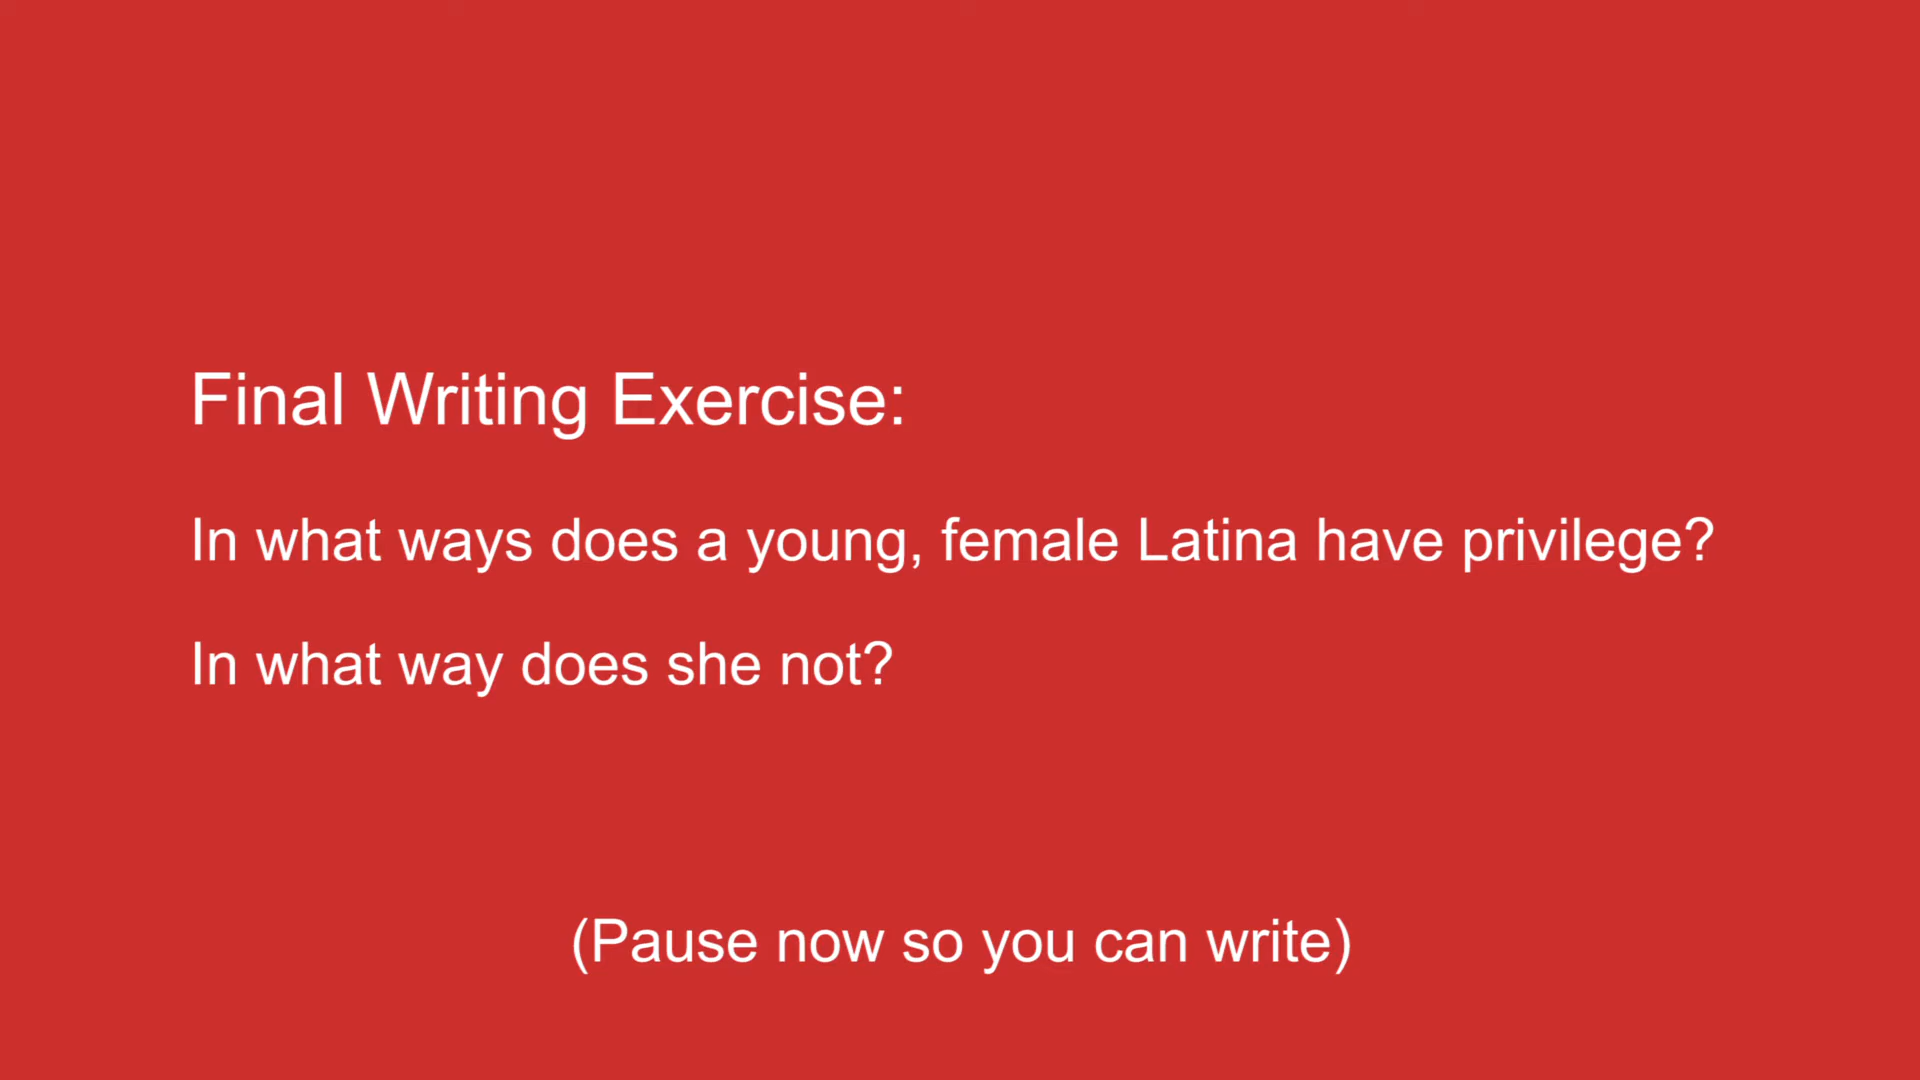 Final Writing Exercise:
In what ways does a young, female Latina have privilege?
In what way does she not?
(Pause now so you can write)